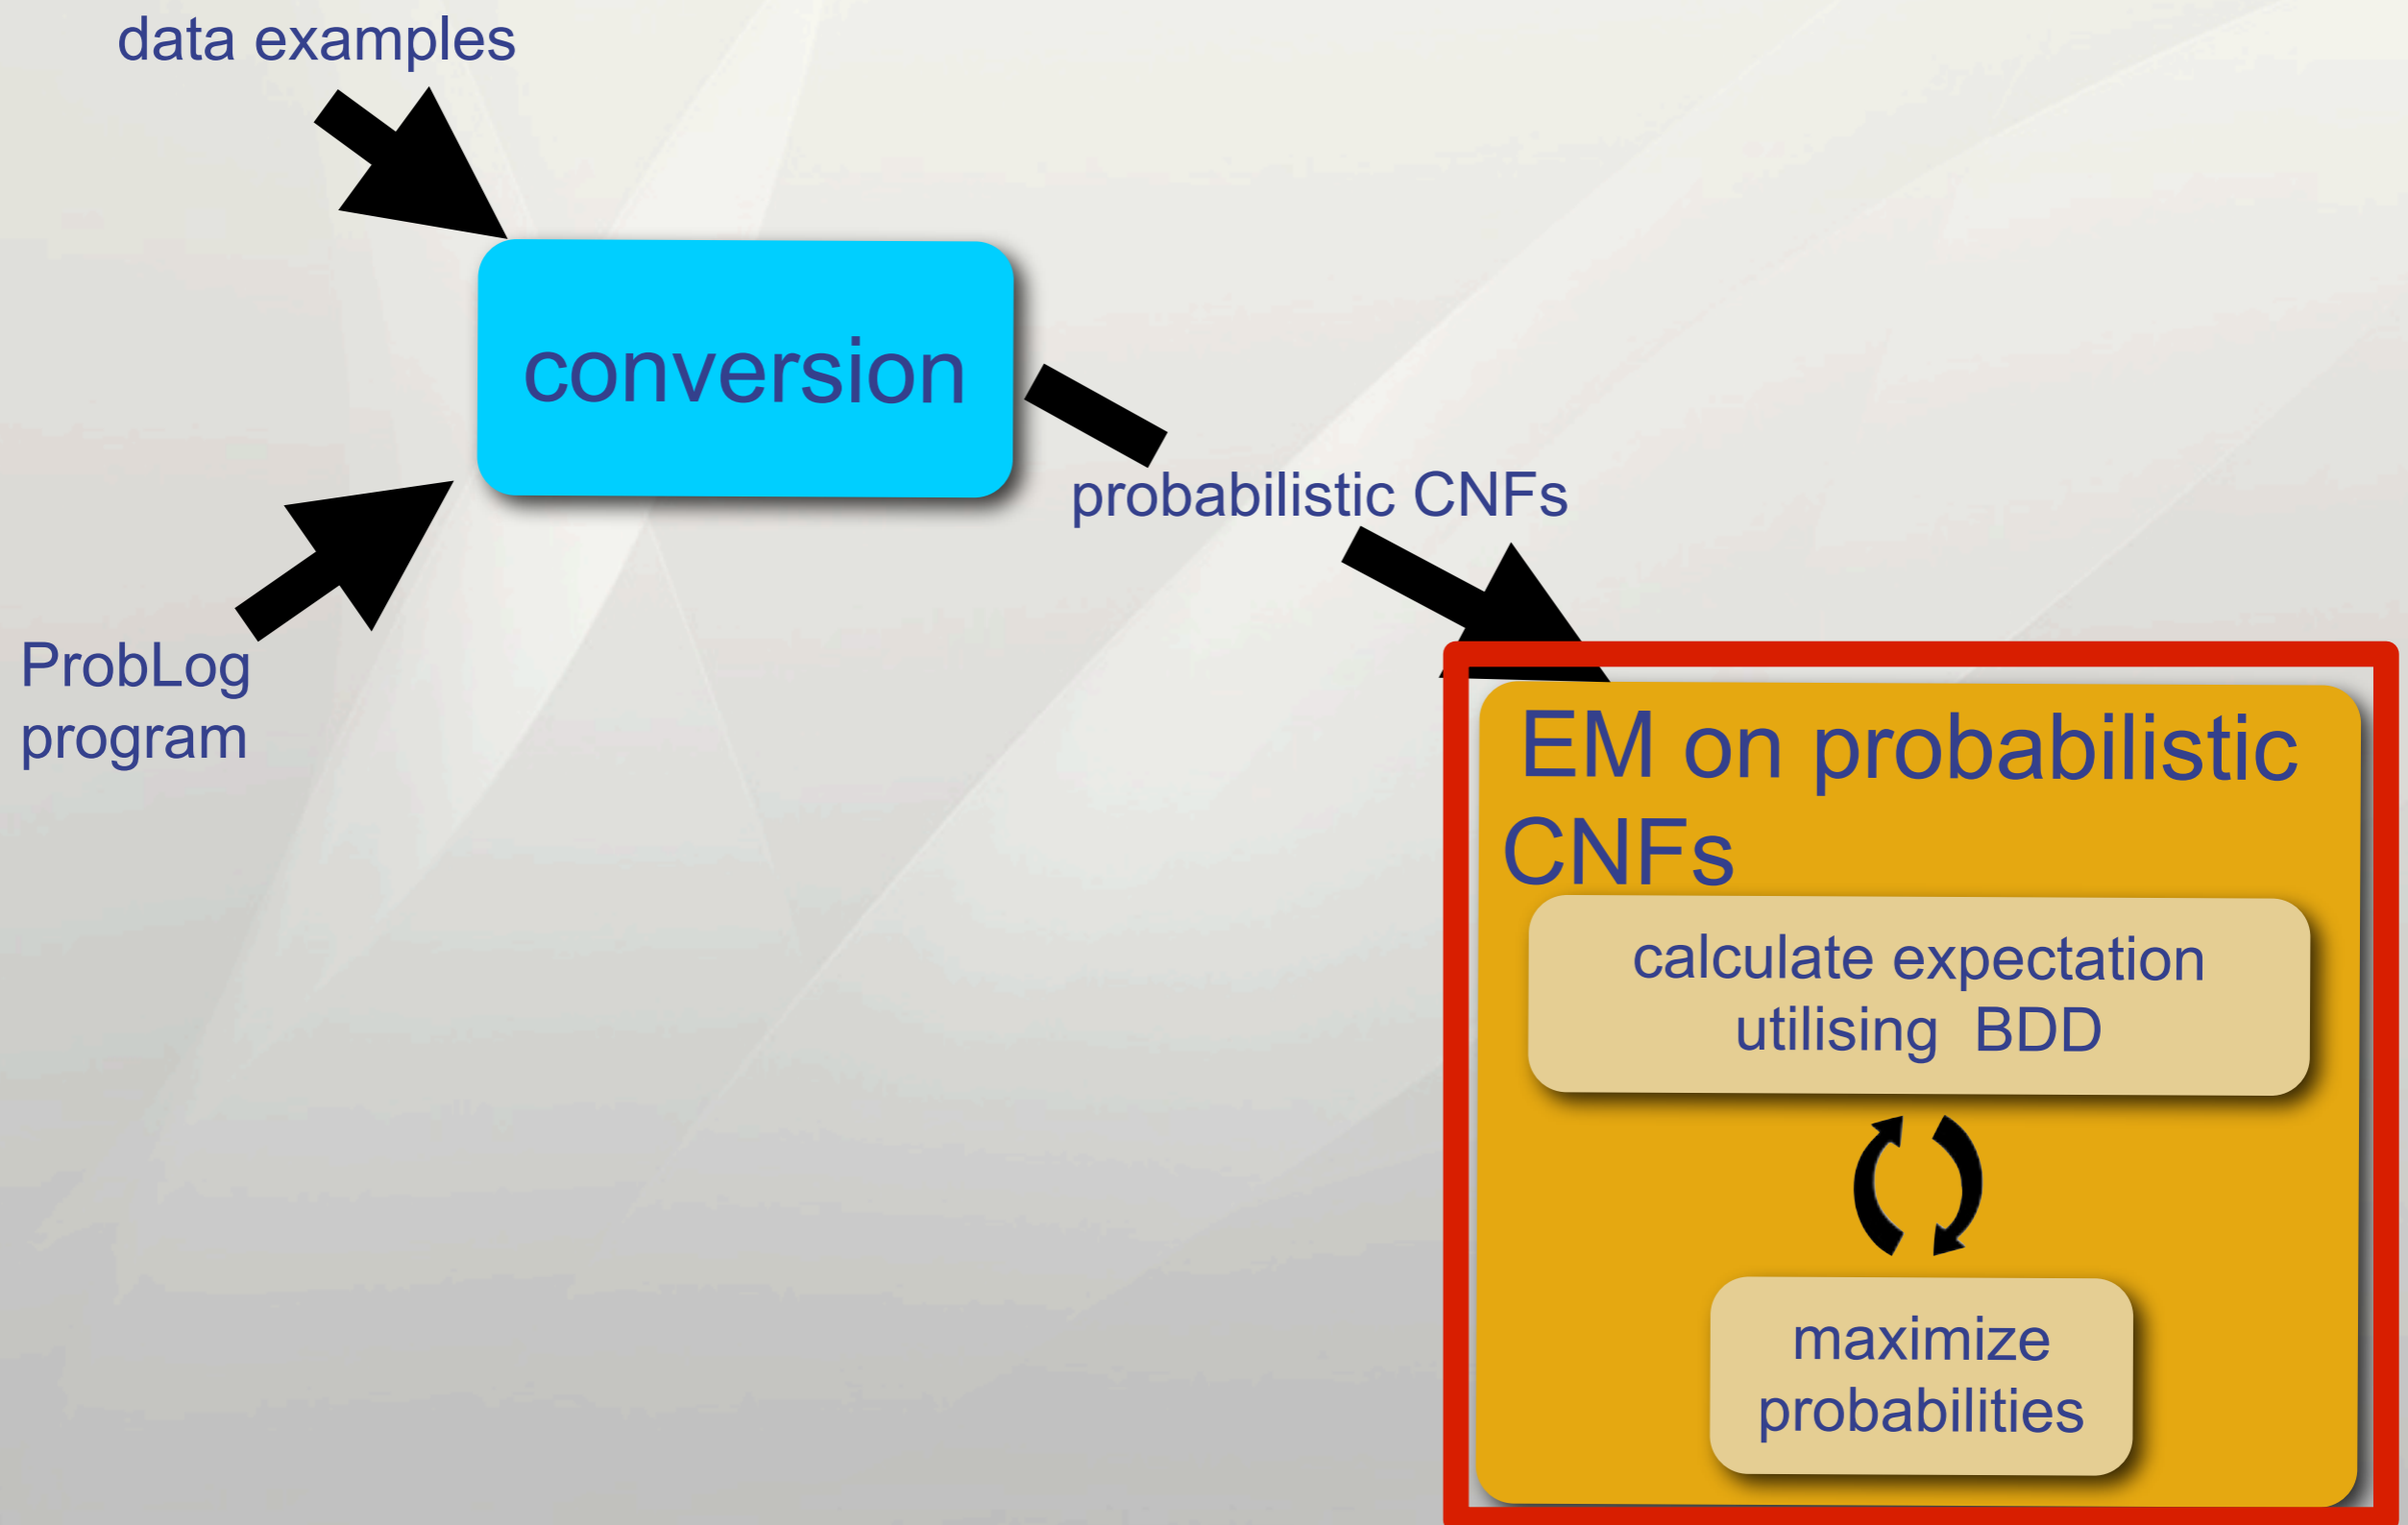 data examples
conversion
probabilistic CNFs
ProbLog
program
EM on probabilistic
CNFs
calculate expectation
utilising BDD
maximize
probabilities